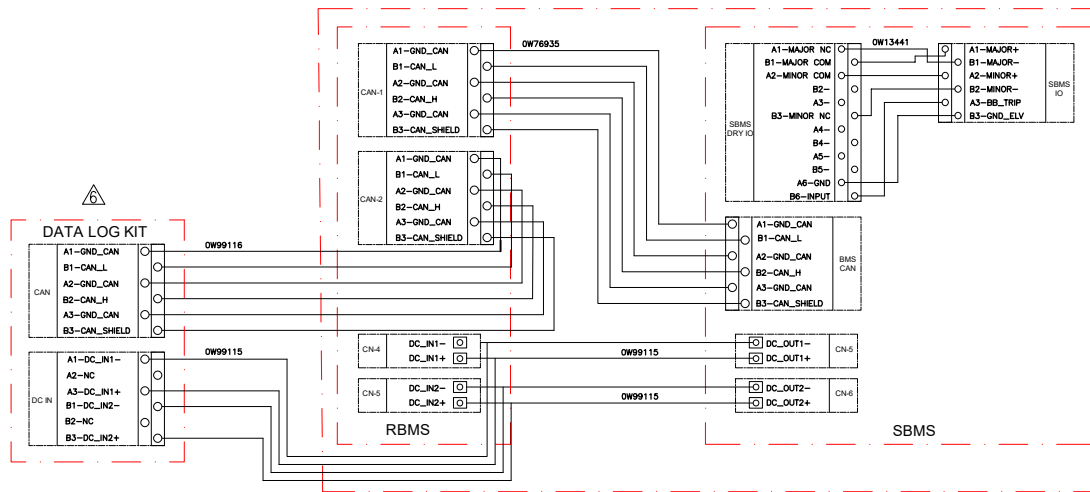 6
DATA LOG KIT
CAN
A1-GND_CAN
B1-CAN_L
A2-GND_CAN
B2-CAN_H
A3-GND_CAN
B3-CAN_SHIELD
0W99116
DC IN
A1-DC_IN1-
A2-NC
A3-DC_IN1+
B1-DC_IN2-
B2-NC
B3-DC_IN2+
0W99115
CAN-1
A1-GND_CAN
B1-CAN_L
A2-GND_CAN
B2-CAN_H
A3-GND_CAN
B3-CAN_SHIELD
0W76935
CAN-2
A1-GND_CAN
B1-CAN_L
A2-GND_CAN
B2-CAN_H
A3-GND_CAN
B3-CAN_SHIELD
CN-4
DC_IN1-
DC_IN1+
0W99115
CN-5
DC_IN2-
DC_IN2+
0W99115
RBMS
SBMS
DRY IO
A1-MAJOR NC
B1-MAJOR COM
A2-MINOR COM
B2-
A3-
B3-MINOR NC
A4-
B4-
A5-
B5-
A6-GND
B6-INPUT
0W13441
A1-MAJOR+
B1-MAJOR-
A2-MINOR+
B2-MINOR-
A3-BB_TRIP
B3-GND_ELV
SBMS
IO
A1-GND_CAN
B1-CAN_L
A2-GND_CAN
B2-CAN_H
A3-GND_CAN
B3-CAN_SHIELD
BMS
CAN
DC_OUT1-
DC_OUT1+
CN-5
DC_OUT2-
DC_OUT2+
CN-6
SBMS